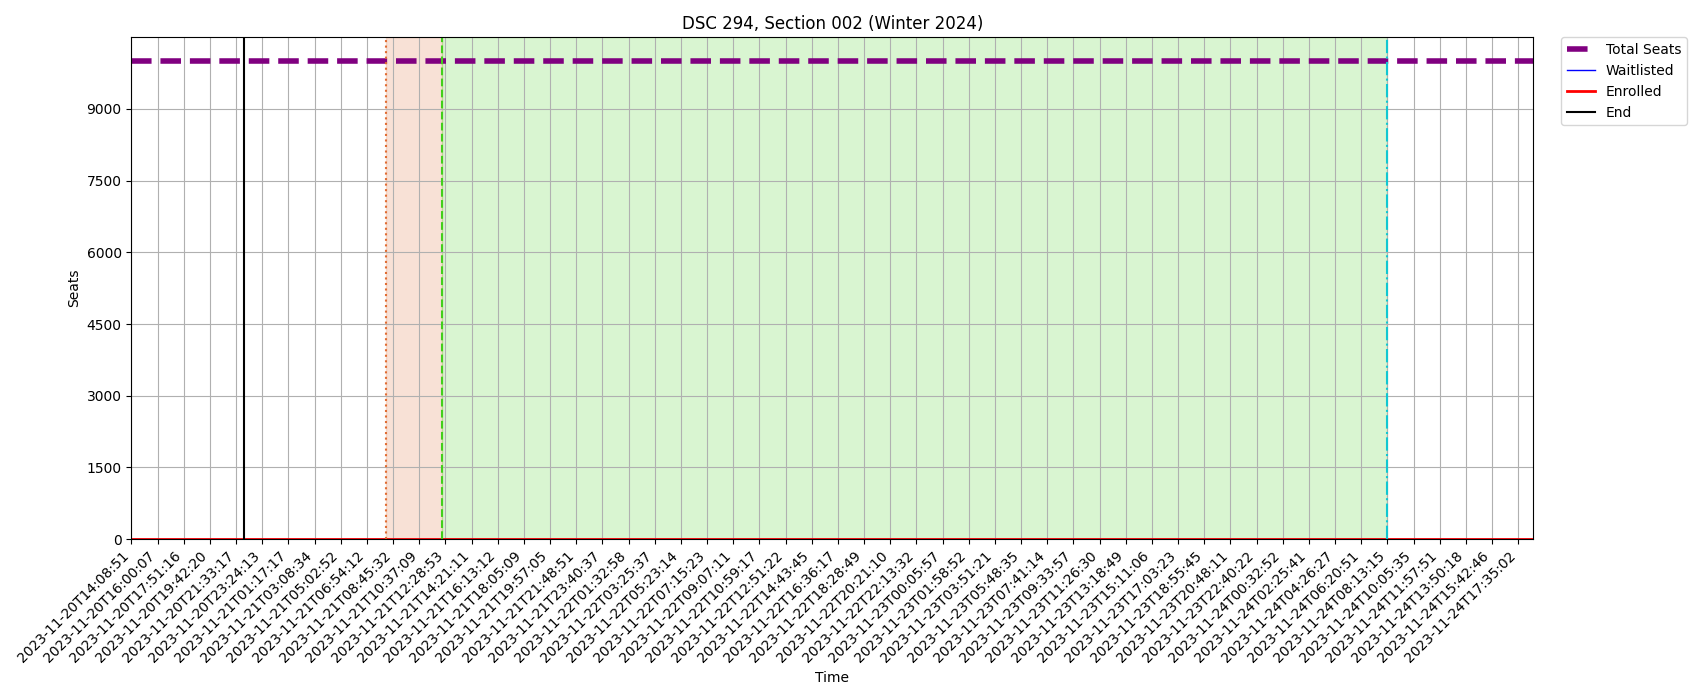 DSC 294, Section 002 (Winter 2024)
Total Seats
Waitlisted
Enrolled
End
Seats
9000
7500
6000
4500
3000
1500
0
2023-11-20T14:08:51
2023-11-20T16:00:07
2023-11-20T17:51:16
2023-11-20T19:42:20
2023-11-20T21:33:17
2023-11-20T23:24:13
2023-11-21T01:17:17
2023-11-21T03:08:34
2023-11-21T05:02:52
2023-11-21T06:54:12
2023-11-21T08:45:32
2023-11-21T10:37:09
2023-11-21T12:28:53
2023-11-21T14:21:11
2023-11-21T16:13:12
2023-11-21T18:05:09
2023-11-21T19:57:05
2023-11-21T21:48:51
2023-11-21T23:40:37
2023-11-22T01:32:58
2023-11-22T03:25:37
2023-11-22T05:23:14
2023-11-22T07:15:23
2023-11-22T09:07:11
2023-11-22T10:59:17
2023-11-22T12:51:22
2023-11-22T14:43:45
2023-11-22T16:36:17
2023-11-22T18:28:49
2023-11-22T20:21:10
2023-11-22T22:13:32
2023-11-23T00:05:57
2023-11-23T01:58:52
2023-11-23T03:51:21
2023-11-23T05:48:35
2023-11-23T07:41:14
2023-11-23T09:33:57
2023-11-23T11:26:30
2023-11-23T13:18:49
2023-11-23T15:11:06
2023-11-23T17:03:23
2023-11-23T18:55:45
2023-11-23T20:48:11
2023-11-23T22:40:22
2023-11-24T00:32:52
2023-11-24T02:25:41
2023-11-24T04:26:27
2023-11-24T06:20:51
2023-11-24T08:13:15
2023-11-24T10:05:35
2023-11-24T11:57:51
2023-11-24T13:50:18
2023-11-24T15:42:46
2023-11-24T17:35:02
Time